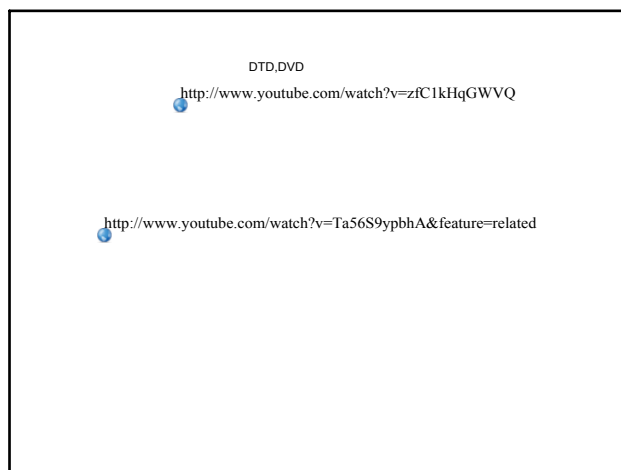 DTD,DVD
http://www.youtube.com/watch?v=zfC1kHqGWVQ
http://www.youtube.com/watch?v=Ta56S9ypbhA&feature=related